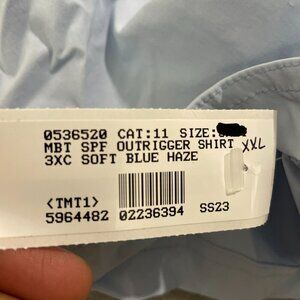 0536520 CAT:11 SIZE:
MBT SPF OUTRIGGER SHIRT XXL
3XC SOFT BLUE HAZE
<TMT1>
5964482 02236394 SS23